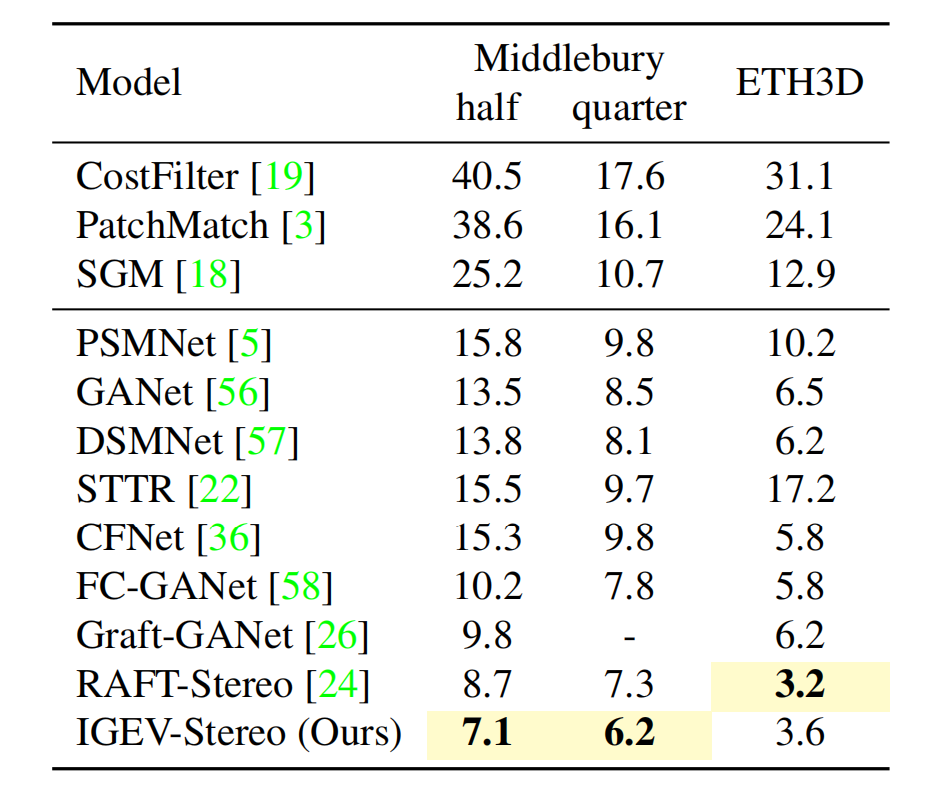 Model Middlebury ETH3D
half quarter
CostFilter [19] 40.5 17.6 31.1
PatchMatch [3] 38.6 16.1 24.1
SGM [18] 25.2 10.7 12.9
PSMNet [5] 15.8 9.8 10.2
GANet [56] 13.5 8.5 6.5
DSMNet [57] 13.8 8.1 6.2
STTR [22] 15.5 9.7 17.2
CFNet [36] 15.3 9.8 5.8
FC-GANet [58] 10.2 7.8 5.8
Graft-GANet [26] 9.8 - 6.2
RAFT-Stereo [24] 8.7 7.3 3.2
IGEV-Stereo (Ours) 7.1 6.2 3.6